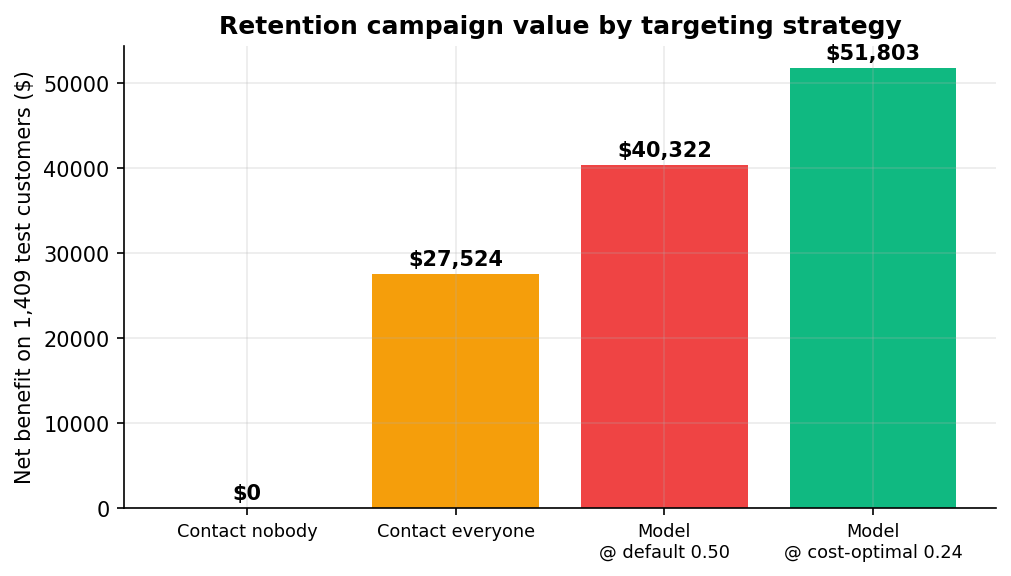 Retention campaign value by targeting strategy
Net benefit on 1,409 test customers ($)
50000
40000
30000
20000
10000
0
$0
$27,524
$40,322
$51,803
Contact nobody
Contact everyone
Model
@ default 0.50
Model
@ cost-optimal 0.24